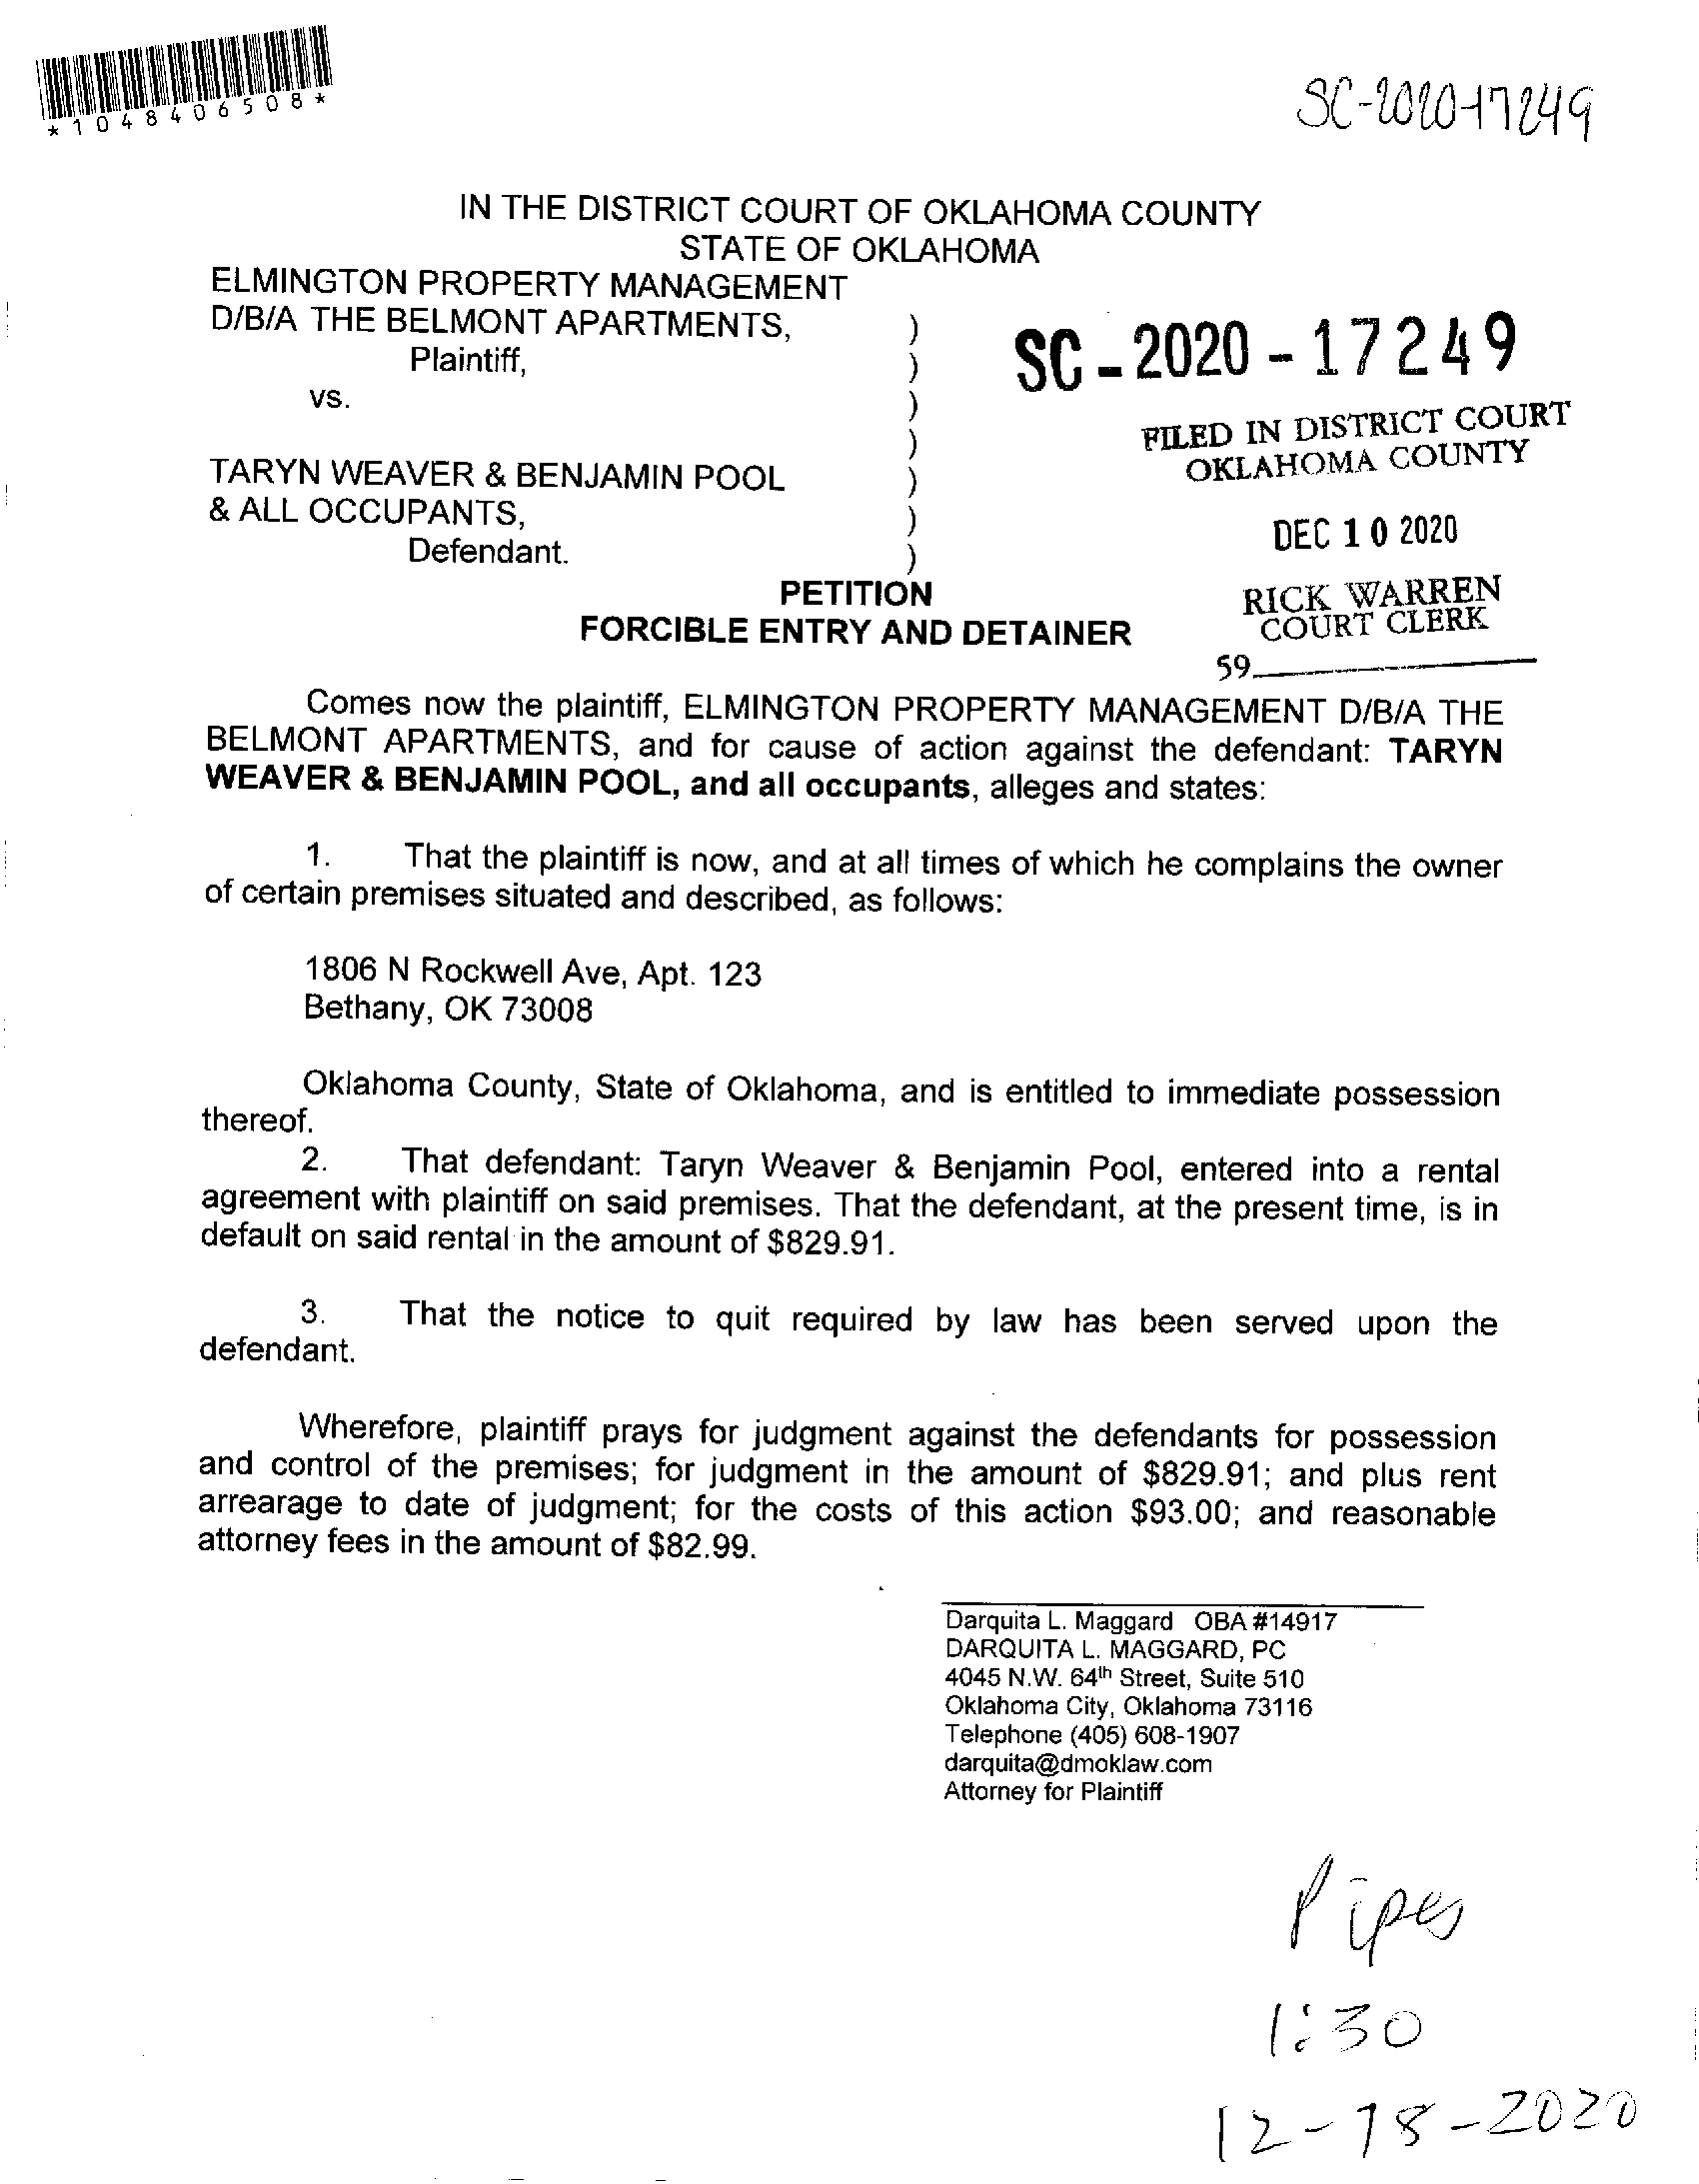 *1048406508*
SC-2020-17249
IN THE DISTRICT COURT OF OKLAHOMA COUNTY
STATE OF OKLAHOMA
ELMINGTON PROPERTY MANAGEMENT
D/B/A THE BELMONT APARTMENTS, )
Plaintiff, )
vs. )
)
TARYN WEAVER & BENJAMIN POOL )
& ALL OCCUPANTS, )
Defendant. )
SC - 2020 - 17249
FILED IN DISTRICT COURT
OKLAHOMA COUNTY
DEC 10 2020
RICK WARREN
COURT CLERK
59
PETITION
FORCIBLE ENTRY AND DETAINER
Comes now the plaintiff, ELMINGTON PROPERTY MANAGEMENT D/B/A THE
BELMONT APARTMENTS, and for cause of action against the defendant: TARYN
WEAVER & BENJAMIN POOL, and all occupants, alleges and states:
1. That the plaintiff is now, and at all times of which he complains the owner
of certain premises situated and described, as follows:
1806 N Rockwell Ave, Apt. 123
Bethany, OK 73008
Oklahoma County, State of Oklahoma, and is entitled to immediate possession
thereof.
2. That defendant: Taryn Weaver & Benjamin Pool, entered into a rental
agreement with plaintiff on said premises. That the defendant, at the present time, is in
default on said rental in the amount of $829.91.
3. That the notice to quit required by law has been served upon the
defendant.
Wherefore, plaintiff prays for judgment against the defendants for possession
and control of the premises; for judgment in the amount of $829.91; and plus rent
arrearage to date of judgment; for the costs of this action $93.00; and reasonable
attorney fees in the amount of $82.99.
Darquita L. Maggard OBA #14917
DARQUITA L. MAGGARD, PC
4045 N.W. 64th Street, Suite 510
Oklahoma City, Oklahoma 73116
Telephone (405) 608-1907
darquita@dmoklaw.com
Attorney for Plaintiff
Pipes
1:30
12-18-2020